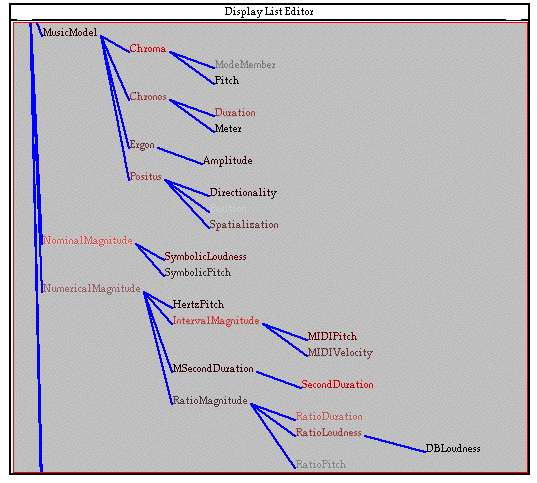 Display List Editor
MusicModel
Chroma
ModeMember
Pitch
Chronos
Duration
Meter
Ergon
Amplitude
Positus
Directionality
Position
Spatialization
NominalMagnitude
SymbolicLoudness
SymbolicPitch
NumericalMagnitude
HertzPitch
IntervalMagnitude
MIDIPitch
MIDIVelocity
MSecondDuration
SecondDuration
RatioMagnitude
RatioDuration
RatioLoudness
DBLoudness
RatioPitch